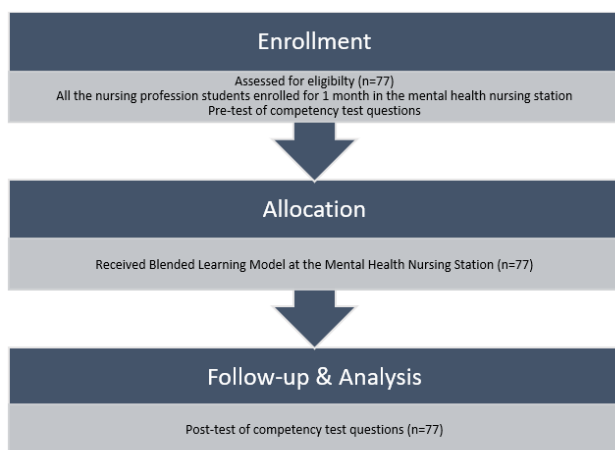 Enrollment
Assessed for eligibilty (n=77)
All the nursing profession students enrolled for 1 month in the mental health nursing station
Pre-test of competency test questions
Allocation
Received Blended Learning Model at the Mental Health Nursing Station (n=77)
Follow-up & Analysis
Post-test of competency test questions (n=77)